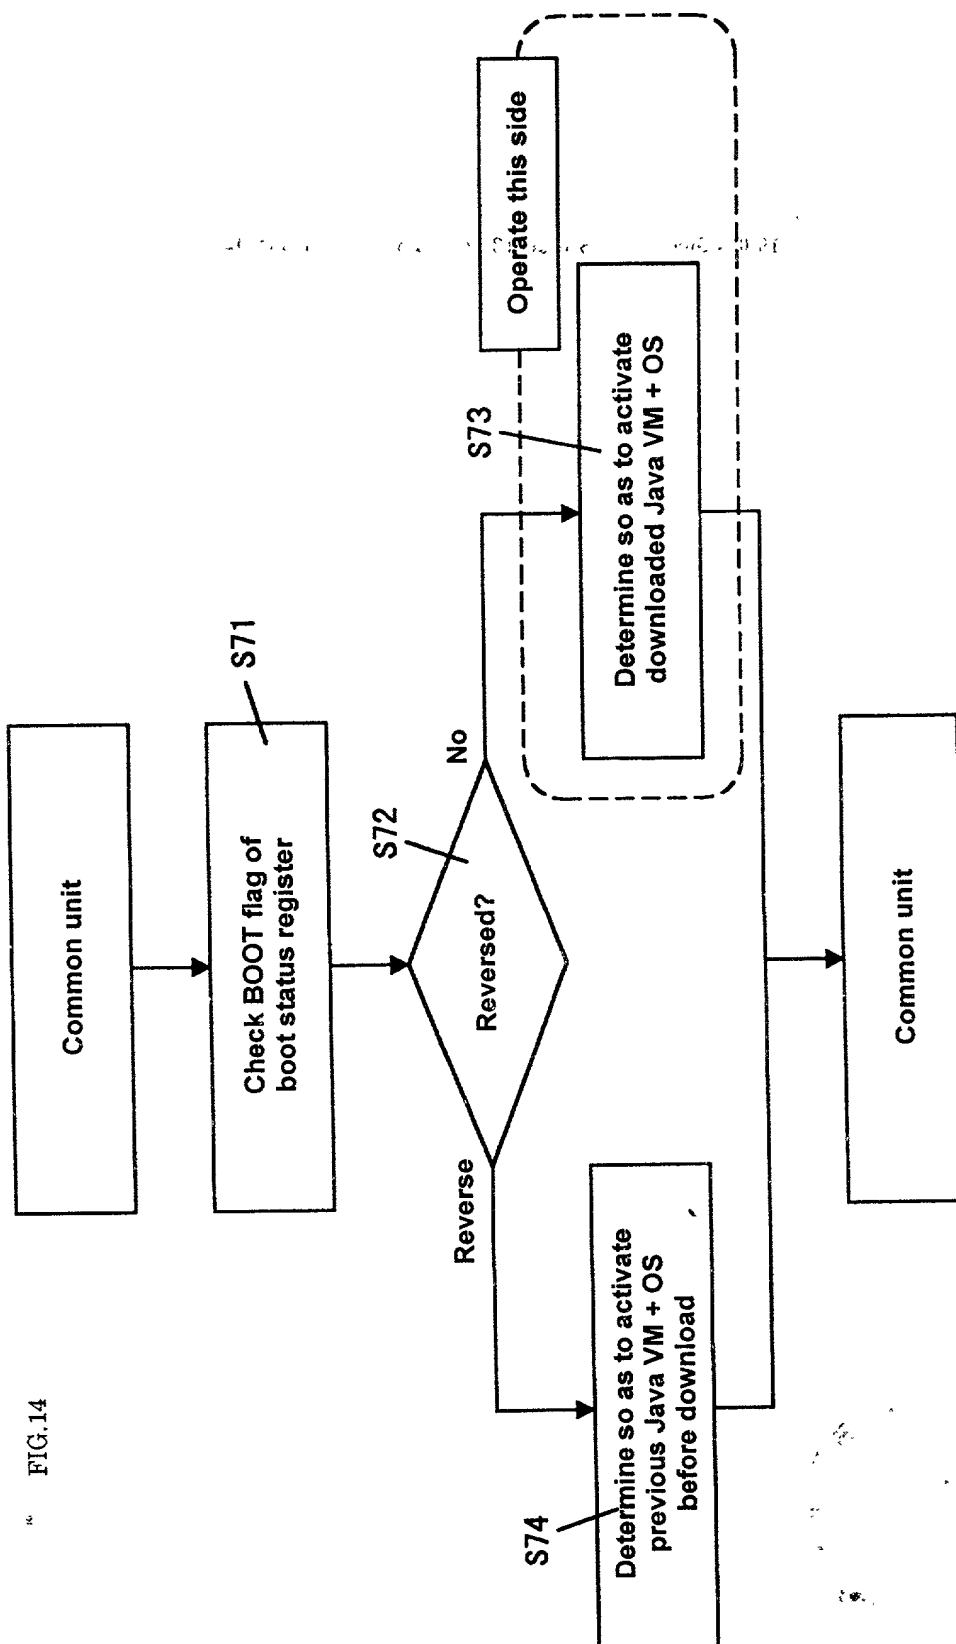 FIG.14
Common unit
S71
Check BOOT flag of
boot status register
S72
Reversed?
Reverse
No
Operate this side
S73
Determine so as to activate
downloaded Java VM + OS
S74
Determine so as to activate
previous Java VM + OS
before download
Common unit